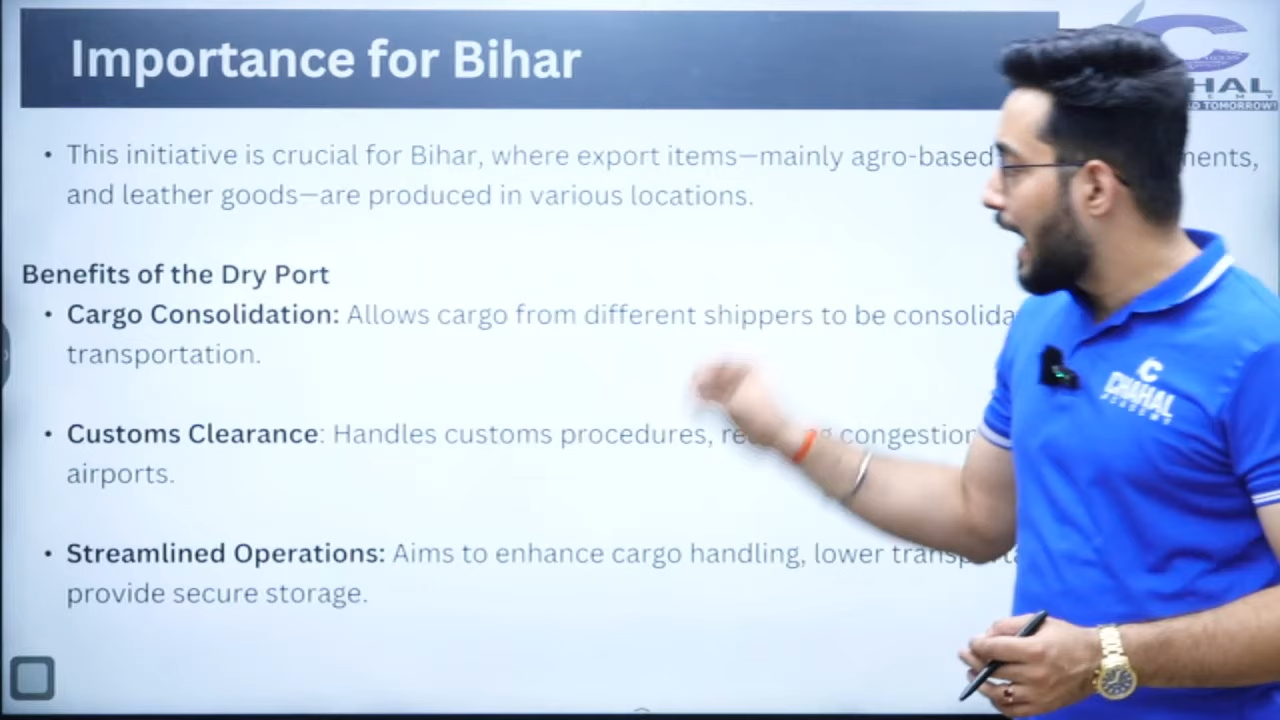 Importance for Bihar
C
HAL
D TOMORROW!
• This initiative is crucial for Bihar, where export items—mainly agro-based
and leather goods—are produced in various locations.
Benefits of the Dry Port
• Cargo Consolidation: Allows cargo from different shippers to be
transportation.
• Customs Clearance: Handles customs procedures, congestion
airports.
• Streamlined Operations: Aims to enhance cargo handling, lower
provide secure storage.
C
CHAHAL
ACADEMY